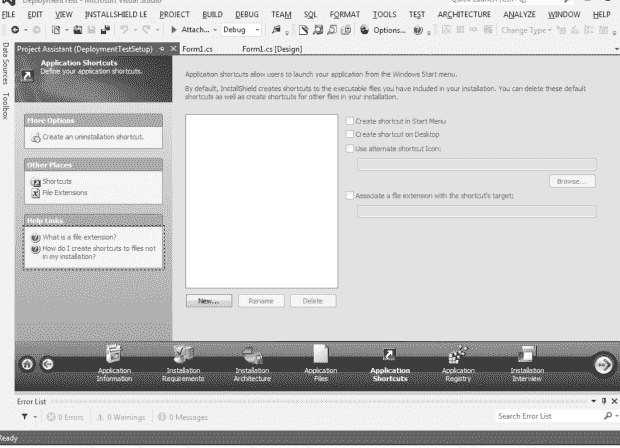 DeploymentTest - Microsoft Visual Studio
FILE EDIT VIEW INSTALLSHIELD LE PROJECT BUILD DEBUG TEAM SQL FORMAT TOOLS TEST ARCHITECTURE ANALYZE WINDOW HELP
Attach... Debug Options... Change Type
Data Sources
Toolbox
Project Assistant (DeploymentTestSetup) Form1.cs Form1.cs [Design]
Application Shortcuts
Define your application shortcuts.
More Options
Create an uninstallation shortcut.
Other Places
Shortcuts
File Extensions
Help Links
What is a file extension?
How do I create shortcuts to files not
in my installation?
Application shortcuts allow users to launch your application from the Windows Start menu.
By default, InstallShield creates shortcuts to the executable files you have included in your installation. You can delete these default
shortcuts as well as create shortcuts for other files in your installation.
Create shortcut in Start Menu
Create shortcut on Desktop
Use alternate shortcut Icon:
Browse...
Associate a file extension with the shortcut's target:
New... Rename Delete
Application
Information
Installation
Requirements
Installation
Architecture
Application
Files
Application
Shortcuts
Application
Registry
Installation
Interview
Error List
0 Errors 0 Warnings 0 Messages
Search Error List
Ready